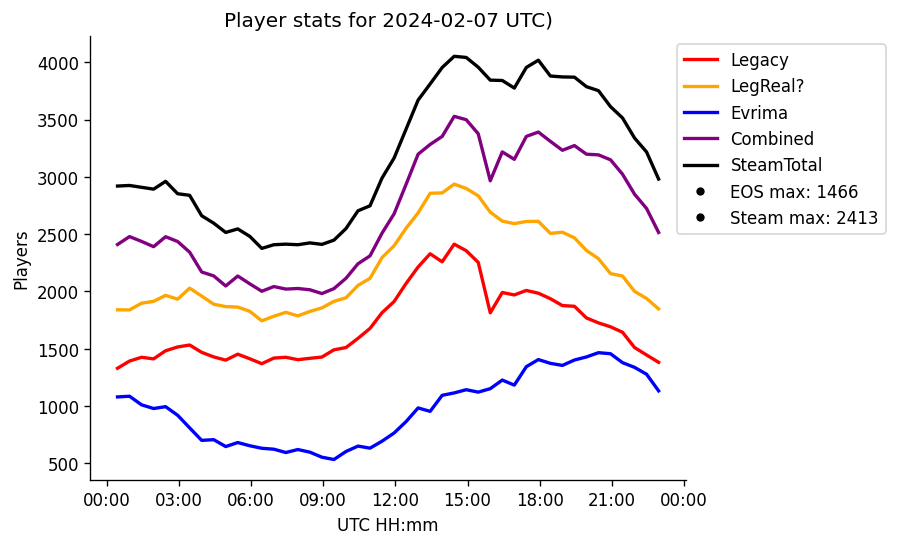 Player stats for 2024-02-07 UTC)
Legacy
LegReal?
Evrima
Combined
SteamTotal
EOS max: 1466
Steam max: 2413
Players
4000
3500
3000
2500
2000
1500
1000
500
00:00 03:00 06:00 09:00 12:00 15:00 18:00 21:00 00:00
UTC HH:mm